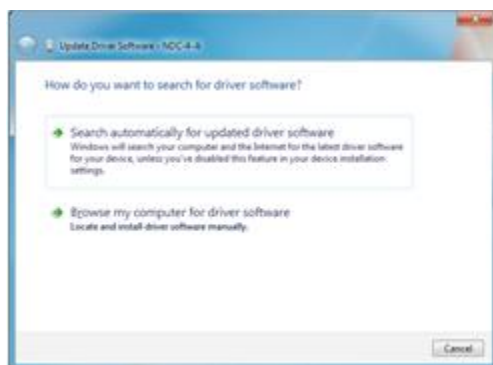 Update Driver Software - NDC-4-A
How do you want to search for driver software?
Search automatically for updated driver software
Windows will search your computer and the Internet for the latest driver software
for your device, unless you've disabled this feature in your device installation
settings.
Browse my computer for driver software
Locate and install driver software manually.
Cancel